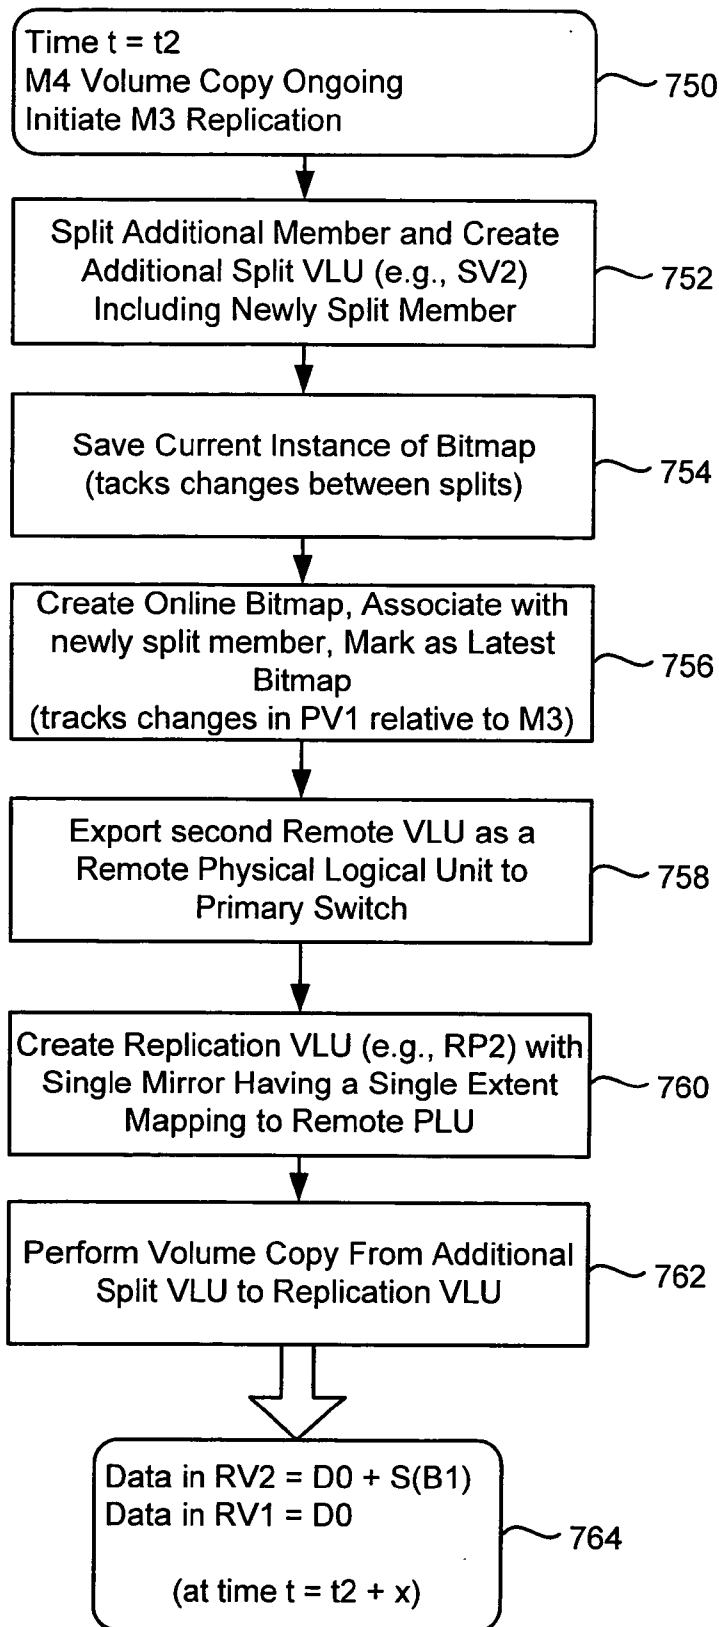 Time t = t2
M4 Volume Copy Ongoing
Initiate M3 Replication
750
Split Additional Member and Create
Additional Split VLU (e.g., SV2)
Including Newly Split Member
752
Save Current Instance of Bitmap
(tacks changes between splits)
754
Create Online Bitmap, Associate with
newly split member, Mark as Latest
Bitmap
(tracks changes in PV1 relative to M3)
756
Export second Remote VLU as a
Remote Physical Logical Unit to
Primary Switch
758
Create Replication VLU (e.g., RP2) with
Single Mirror Having a Single Extent
Mapping to Remote PLU
760
Perform Volume Copy From Additional
Split VLU to Replication VLU
762
Data in RV2 = D0 + S(B1)
Data in RV1 = D0
(at time t = t2 + x)
764